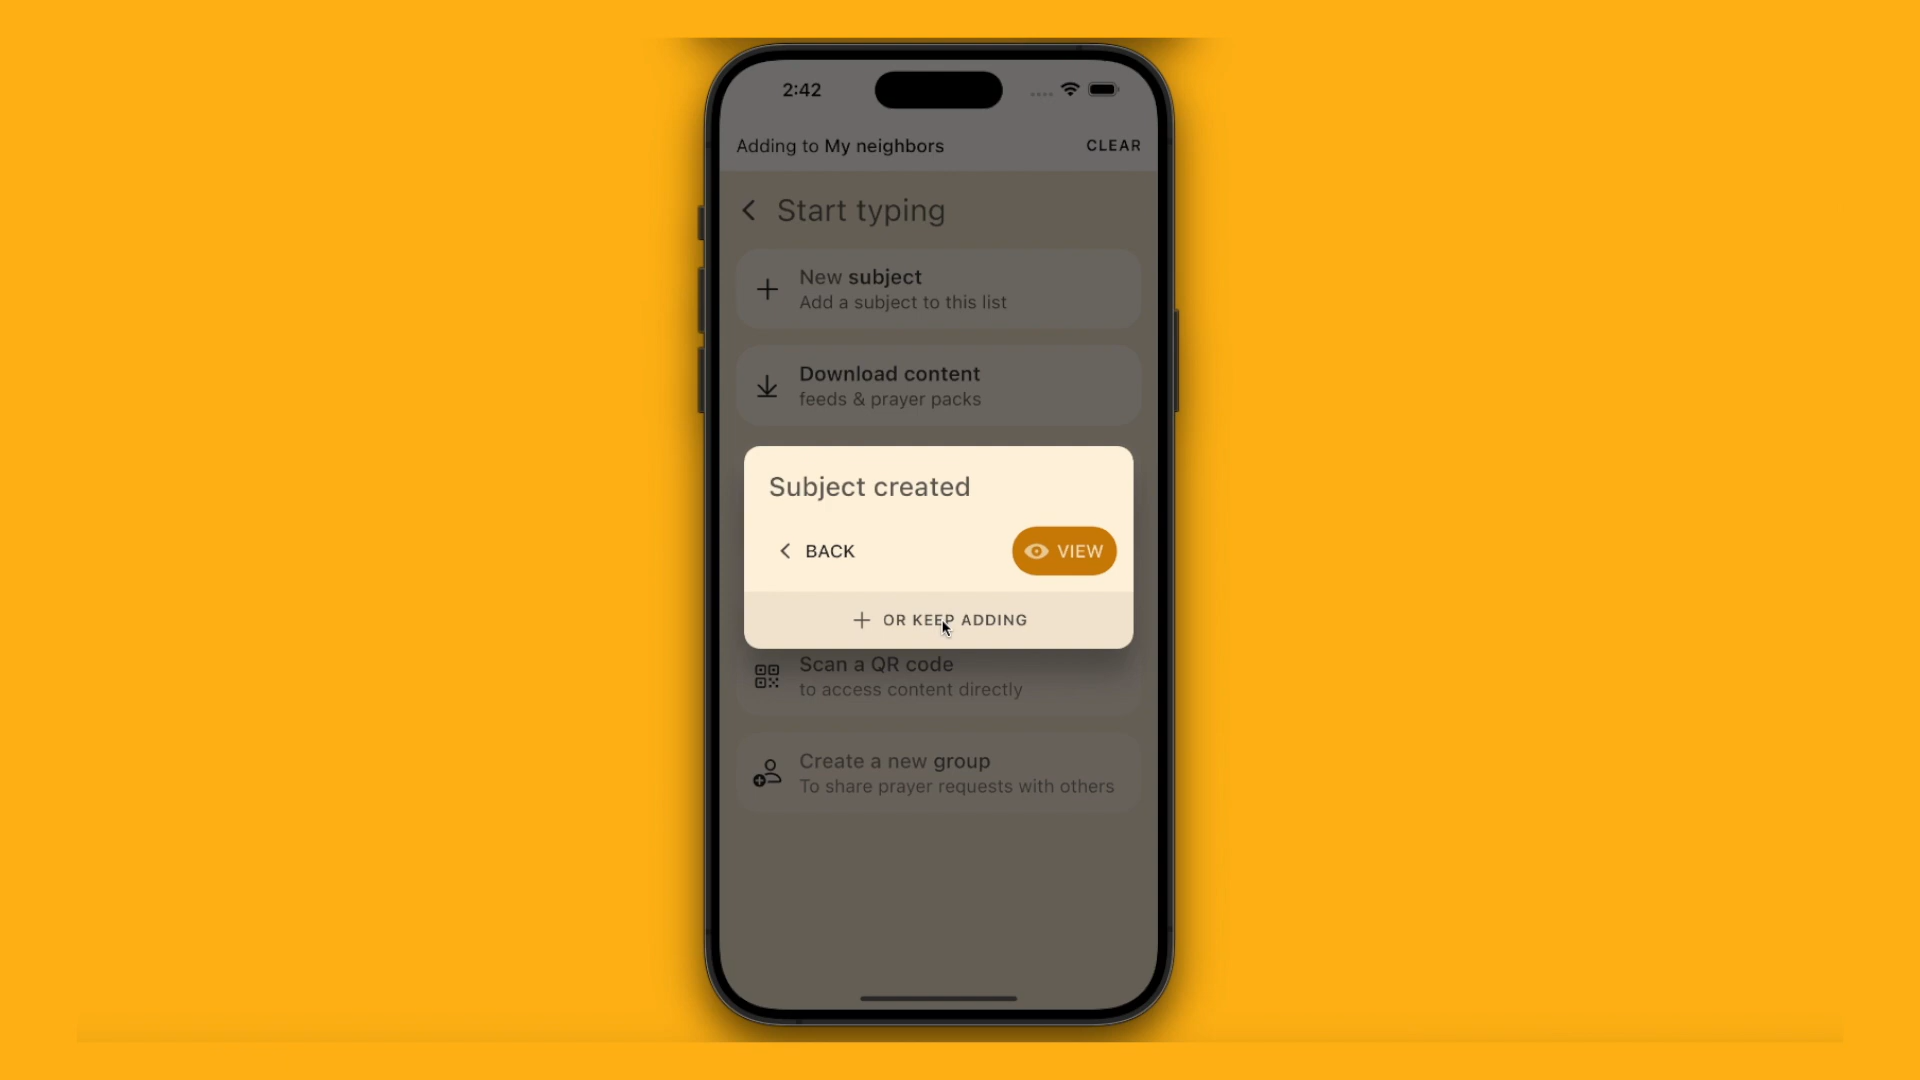 2:42
Adding to My neighbors
CLEAR
Start typing
New subject
Add a subject to this list
Download content
feeds & prayer packs
Subject created
BACK
VIEW
OR KEEP ADDING
Scan a QR code
to access content directly
Create a new group
To share prayer requests with others